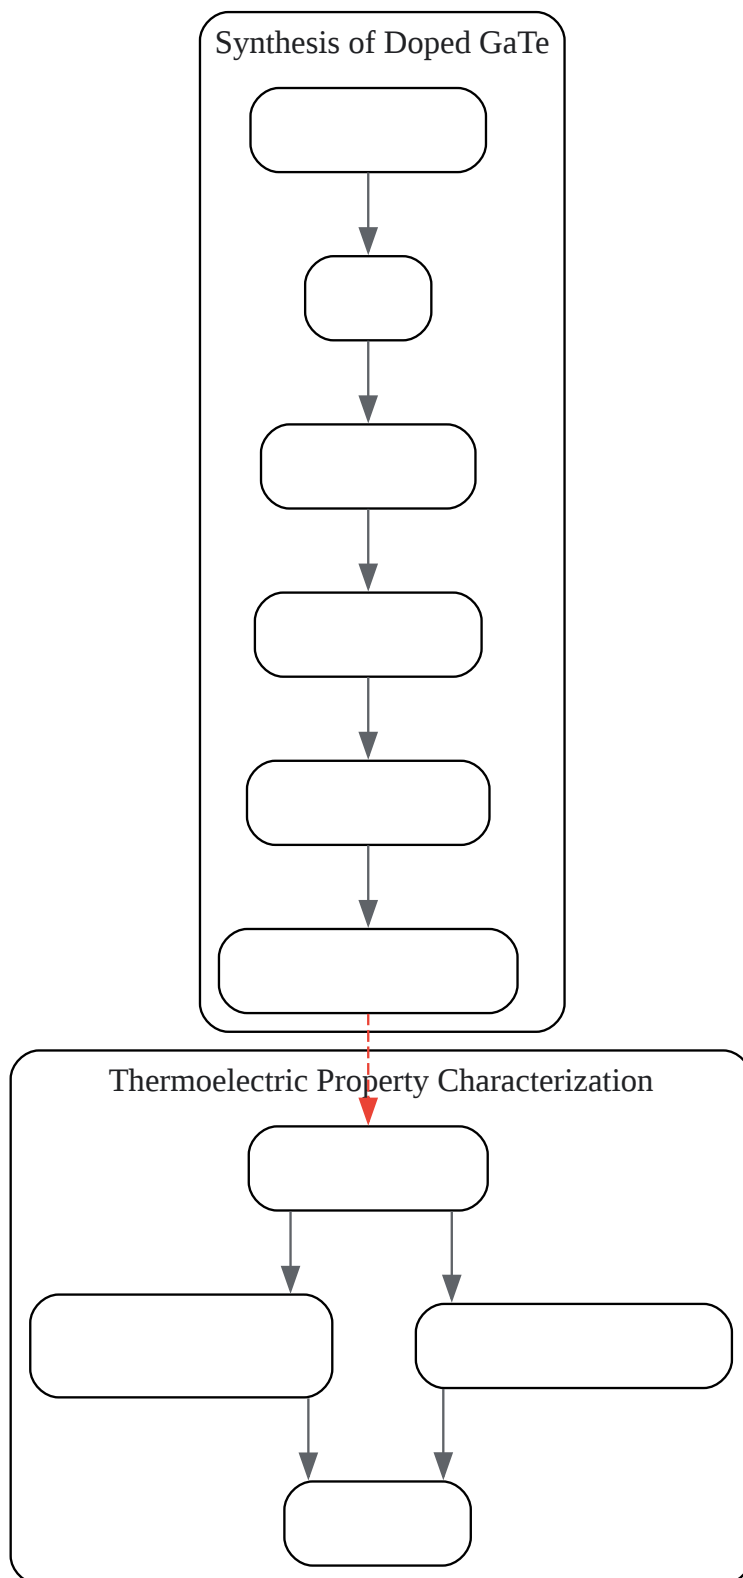 Synthesis of Doped GaTe
Thermoelectric Property Characterization